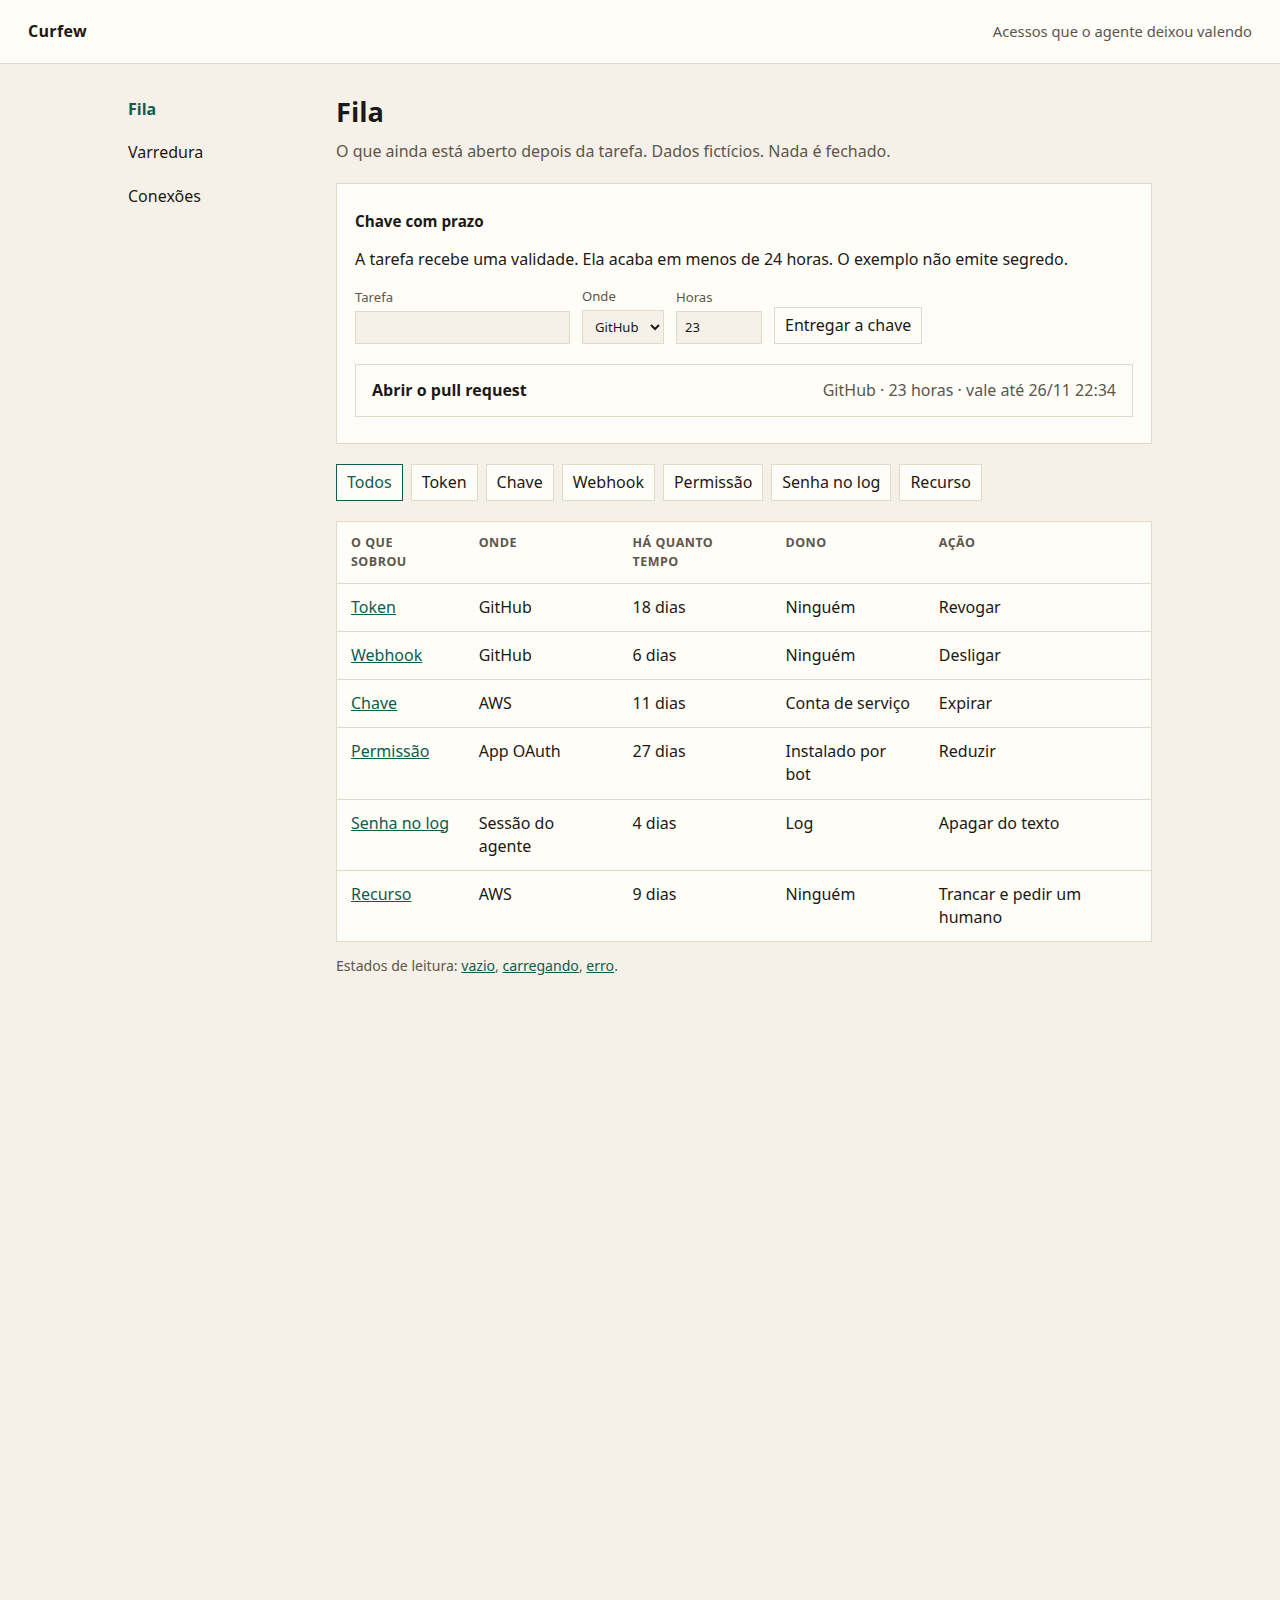 Curfew
Acessos que o agente deixou valendo
Fila
Varredura
Conexões
Fila
O que ainda está aberto depois da tarefa. Dados fictícios. Nada é fechado.
Chave com prazo
A tarefa recebe uma validade. Ela acaba em menos de 24 horas. O exemplo não emite segredo.
Tarefa
Onde
Horas
GitHub
23
Entregar a chave
Abrir o pull request
GitHub · 23 horas · vale até 26/11 22:34
Todos
Token
Chave
Webhook
Permissão
Senha no log
Recurso
O QUE SOBROU
ONDE
HÁ QUANTO TEMPO
DONO
AÇÃO
Token
GitHub
18 dias
Ninguém
Revogar
Webhook
GitHub
6 dias
Ninguém
Desligar
Chave
AWS
11 dias
Conta de serviço
Expirar
Permissão
App OAuth
27 dias
Instalado por bot
Reduzir
Senha no log
Sessão do agente
4 dias
Log
Apagar do texto
Recurso
AWS
9 dias
Ninguém
Trancar e pedir um humano
Estados de leitura: vazio, carregando, erro.